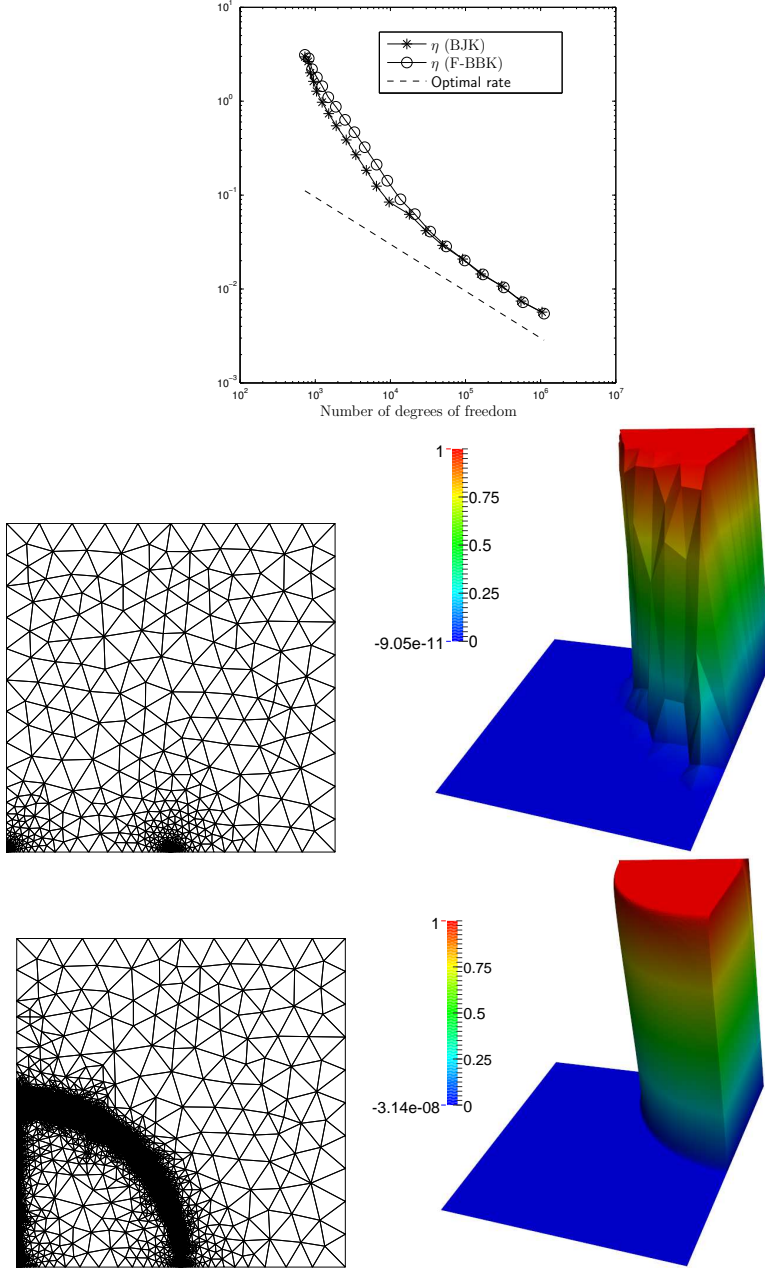 10^1
η (BJK)
η (F-BBK)
Optimal rate
10^0
10^-1
10^-2
10^-3
10^2 10^3 10^4 10^5 10^6 10^7
Number of degrees of freedom
1
0.75
0.5
0.25
-9.05e-11 0
1
0.75
0.5
0.25
-3.14e-08 0